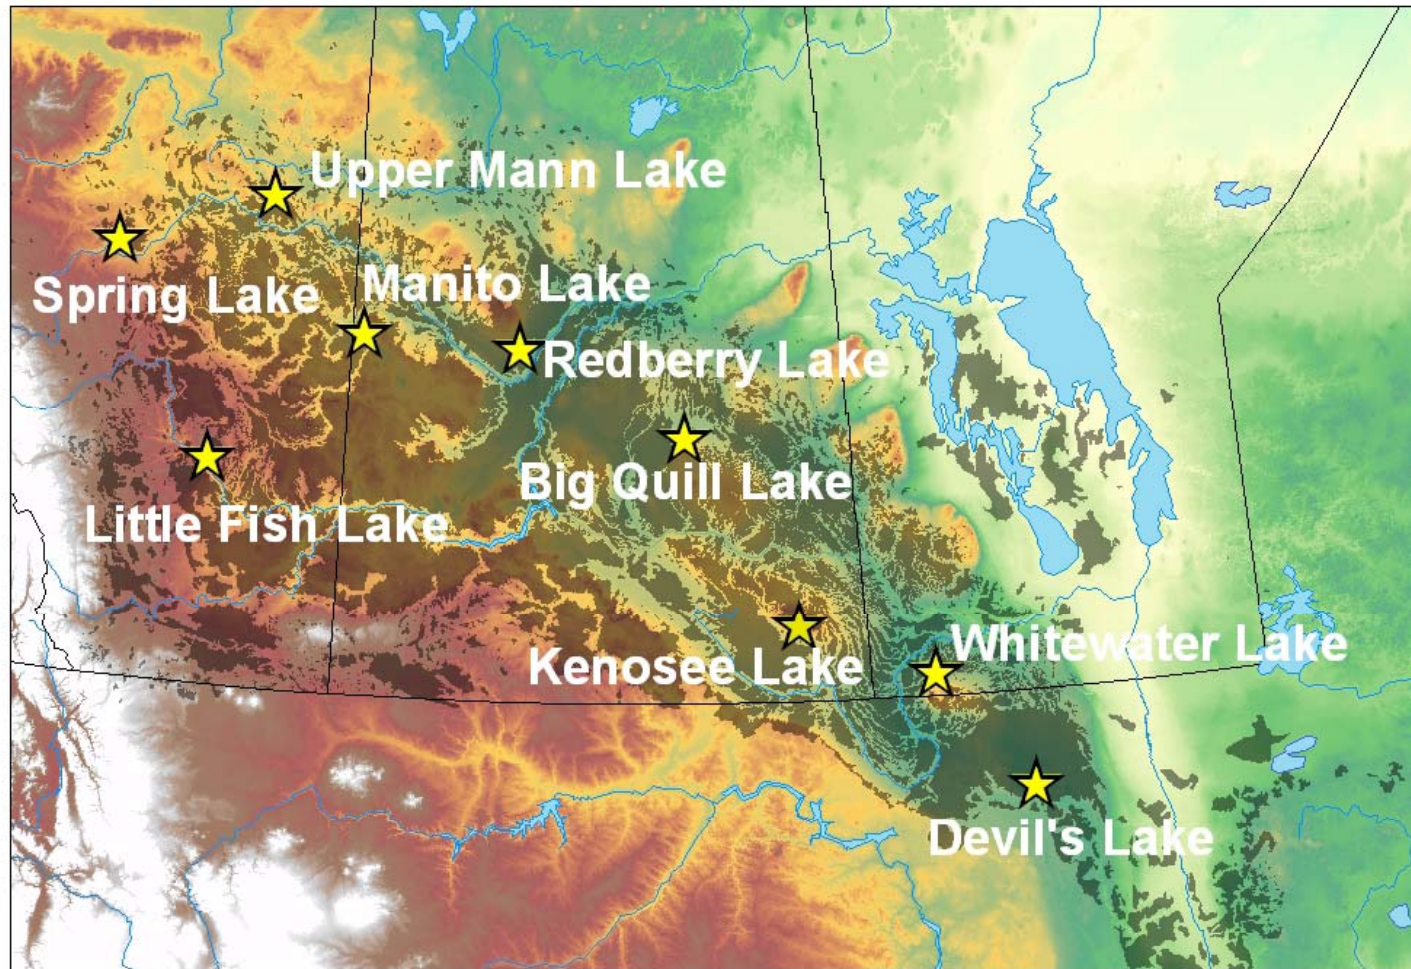 Upper Mann Lake
Spring Lake
Manito Lake
Redberry Lake
Big Quill Lake
Little Fish Lake
Kenosee Lake
Whitewater Lake
Devil's Lake